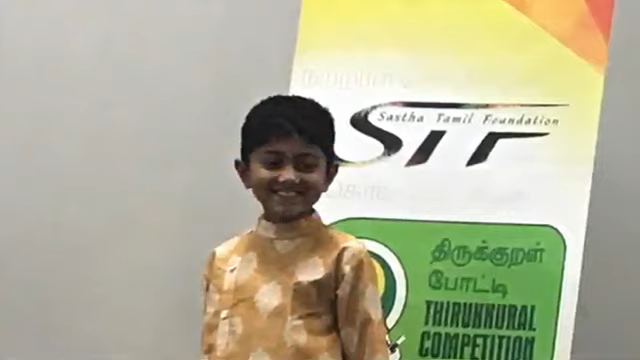 STF
Sastha Tamil Foundation
திருக்குறள்
போட்டி
THIRUKKURAL
COMPETITION